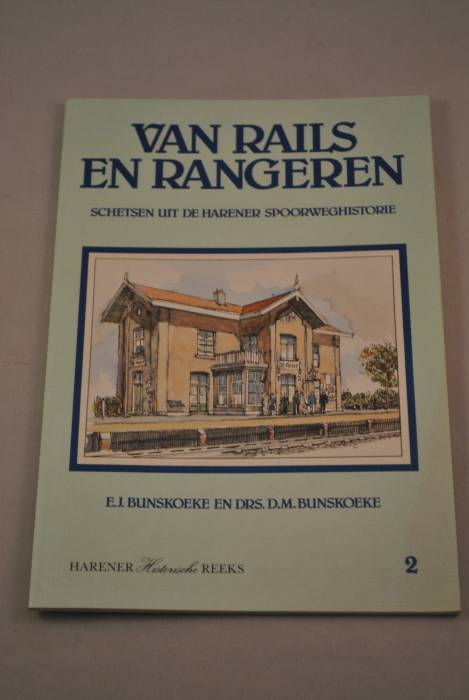 VAN RAILS
EN RANGEREN
SCHETSEN UIT DE HARENER SPOORWEGHISTORIE
E.J. BUNSKOEKE EN DRS. D.M. BUNSKOEKE
HARENER Historische REEKS
2